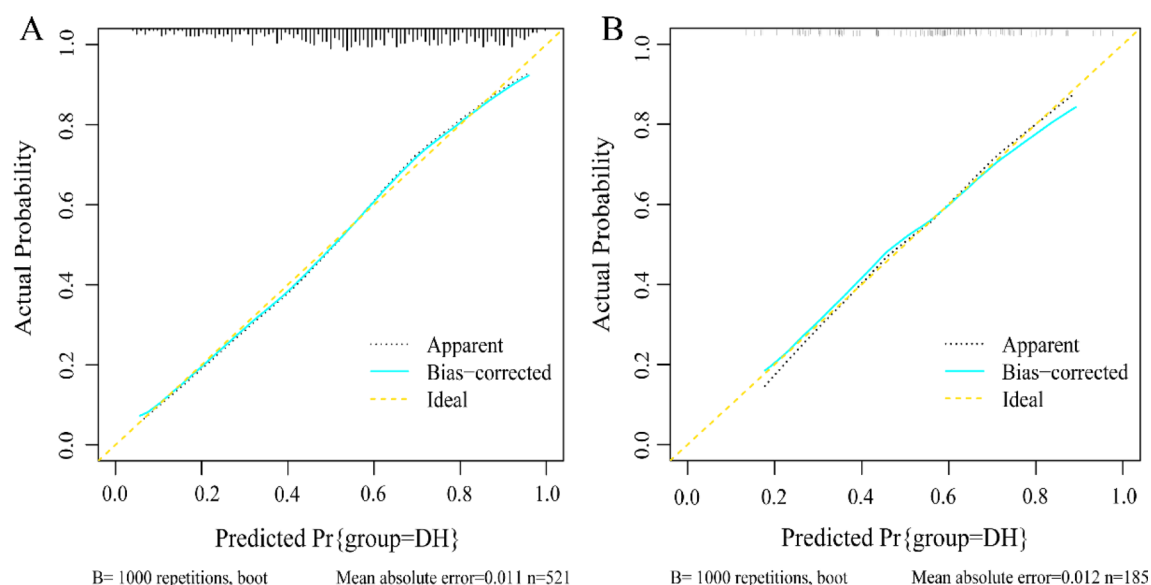 A
Actual Probability
1.0
0.8
0.6
0.4
0.2
0.0
Apparent
Bias-corrected
Ideal
0.0 0.2 0.4 0.6 0.8 1.0
Predicted Pr{group=DH}
B= 1000 repetitions, boot Mean absolute error=0.011 n=521
B
Actual Probability
1.0
0.8
0.6
0.4
0.2
0.0
Apparent
Bias-corrected
Ideal
0.0 0.2 0.4 0.6 0.8 1.0
Predicted Pr{group=DH}
B= 1000 repetitions, boot Mean absolute error=0.012 n=185